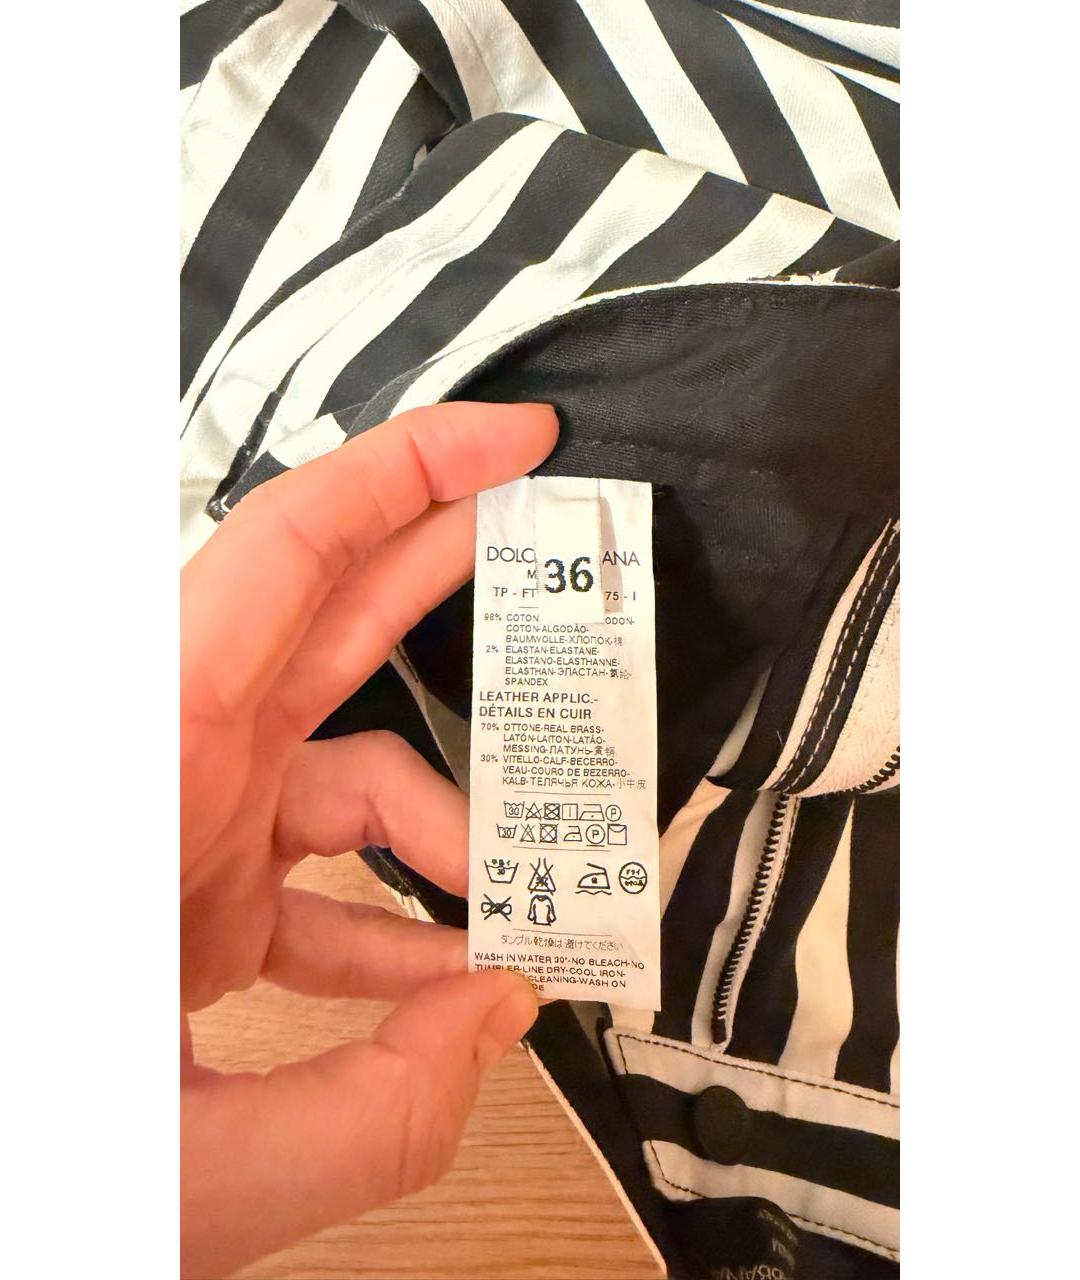 DOLC ANA
36
M
TP - FT 75 - I
98% COTON ODON-
COTON-ALGODÃO-
BAUMWOLLE-ХЛОПОК-棉
2% ELASTAN-ELASTANE-
ELASTANO-ELASTHANNE-
ELASTHAN-ЭЛАСТАН-氨纶-
SPANDEX
LEATHER APPLIC.-
DÉTAILS EN CUIR
70% OTTONE-REAL BRASS-
LATÓN-LAITON-LATÃO-
MESSING-ЛАТУНЬ-黄铜
30% VITELLO-CALF-BECERRO-
VEAU-COURO DE BEZERRO-
KALB-ТЕЛЯЧЬЯ КОЖА-小牛皮
30 P
30 P
タンブル乾燥は避けてください
WASH IN WATER 30°-NO BLEACH-NO
TUMBLER-LINE DRY-COOL IRON-
CLEANING-WASH ON